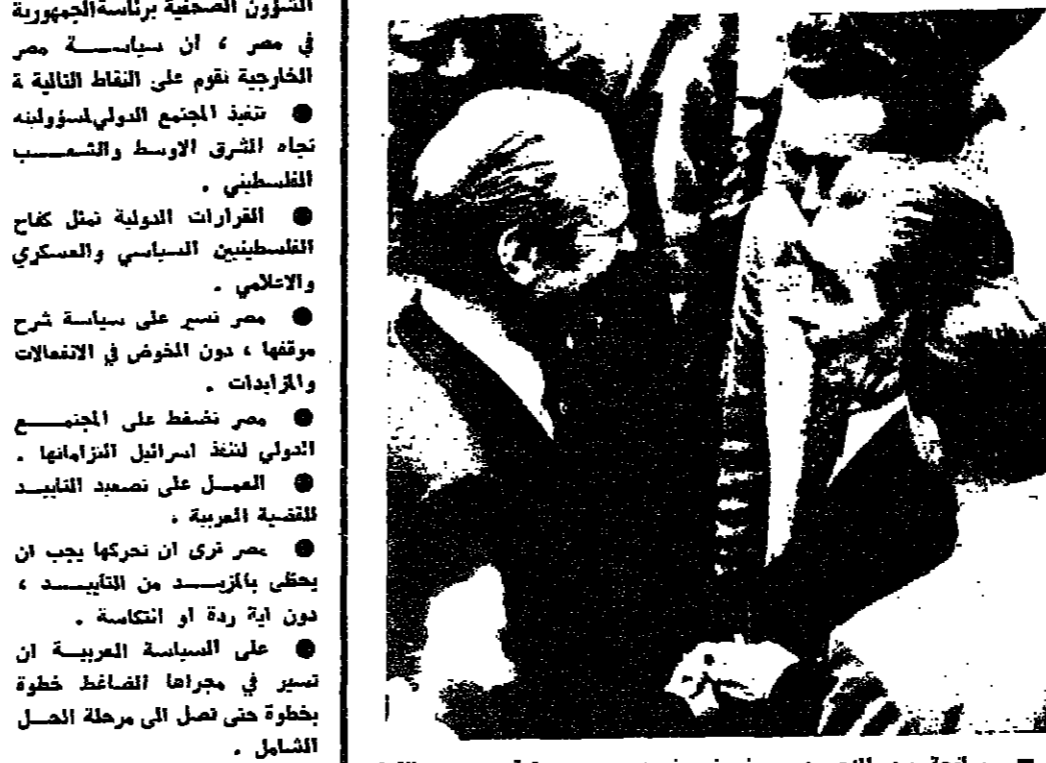 الشؤون الصحفية برئاسة الجمهورية
في مصر ، ان سياسة مصر
الخارجية تقوم على النقاط التالية :
● تنفيذ المجتمع الدولي لمسؤوليته
تجاه الشرق الاوسط والشعب
الفلسطيني .
● القرارات الدولية تمثل كفاح
الفلسطينيين السياسي والعسكري
والاعلامي .
● مصر تسير على سياسة شرح
موقفها ، دون الخوض في الانفعالات
والمزايدات .
● مصر تضغط على المجتمع
الدولي لتنفذ اسرائيل التزاماتها .
● العمل على تصعيد التاييد
للقضية العربية .
● مصر ترى ان تحركها يجب ان
يحظى بالمزيد من التاييد ،
دون اية ردة او انتكاسة .
● على السياسة العربية ان
تسير في مجراها الضاغط خطوة
بخطوة حتى تصل الى مرحلة الحل
الشامل .